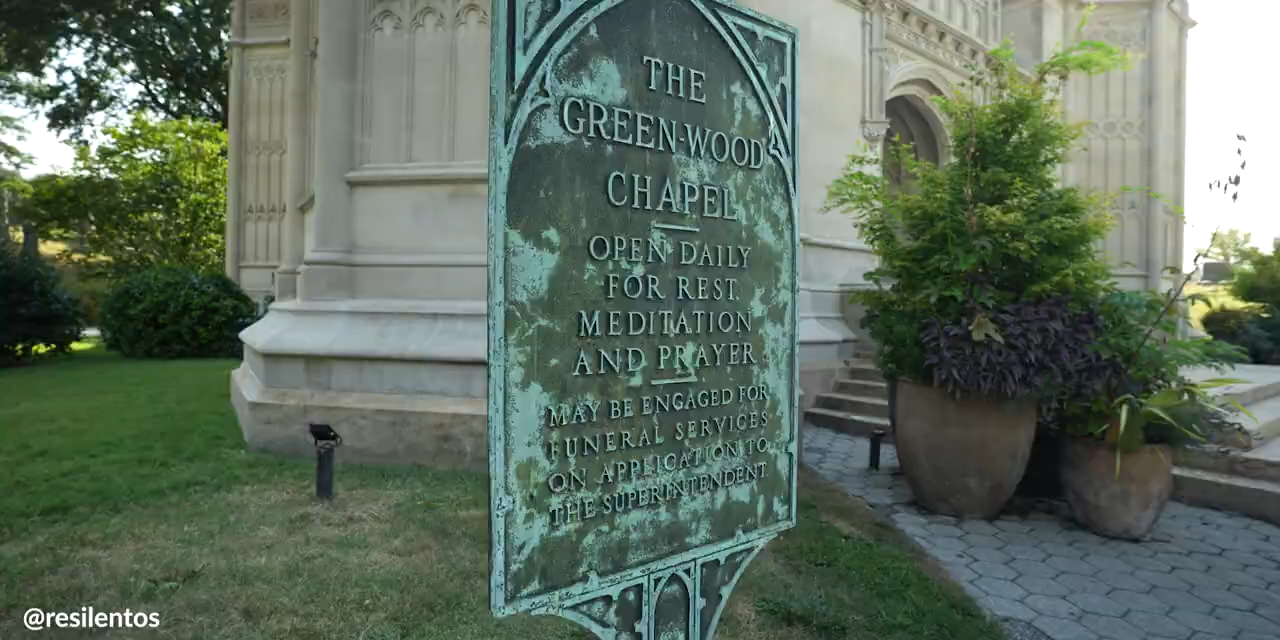 THE
GREEN-WOOD
CHAPEL
OPEN DAILY
FOR REST,
MEDITATION
AND PRAYER
MAY BE ENGAGED FOR
FUNERAL SERVICES
ON APPLICATION TO
THE SUPERINTENDENT
@resilentos